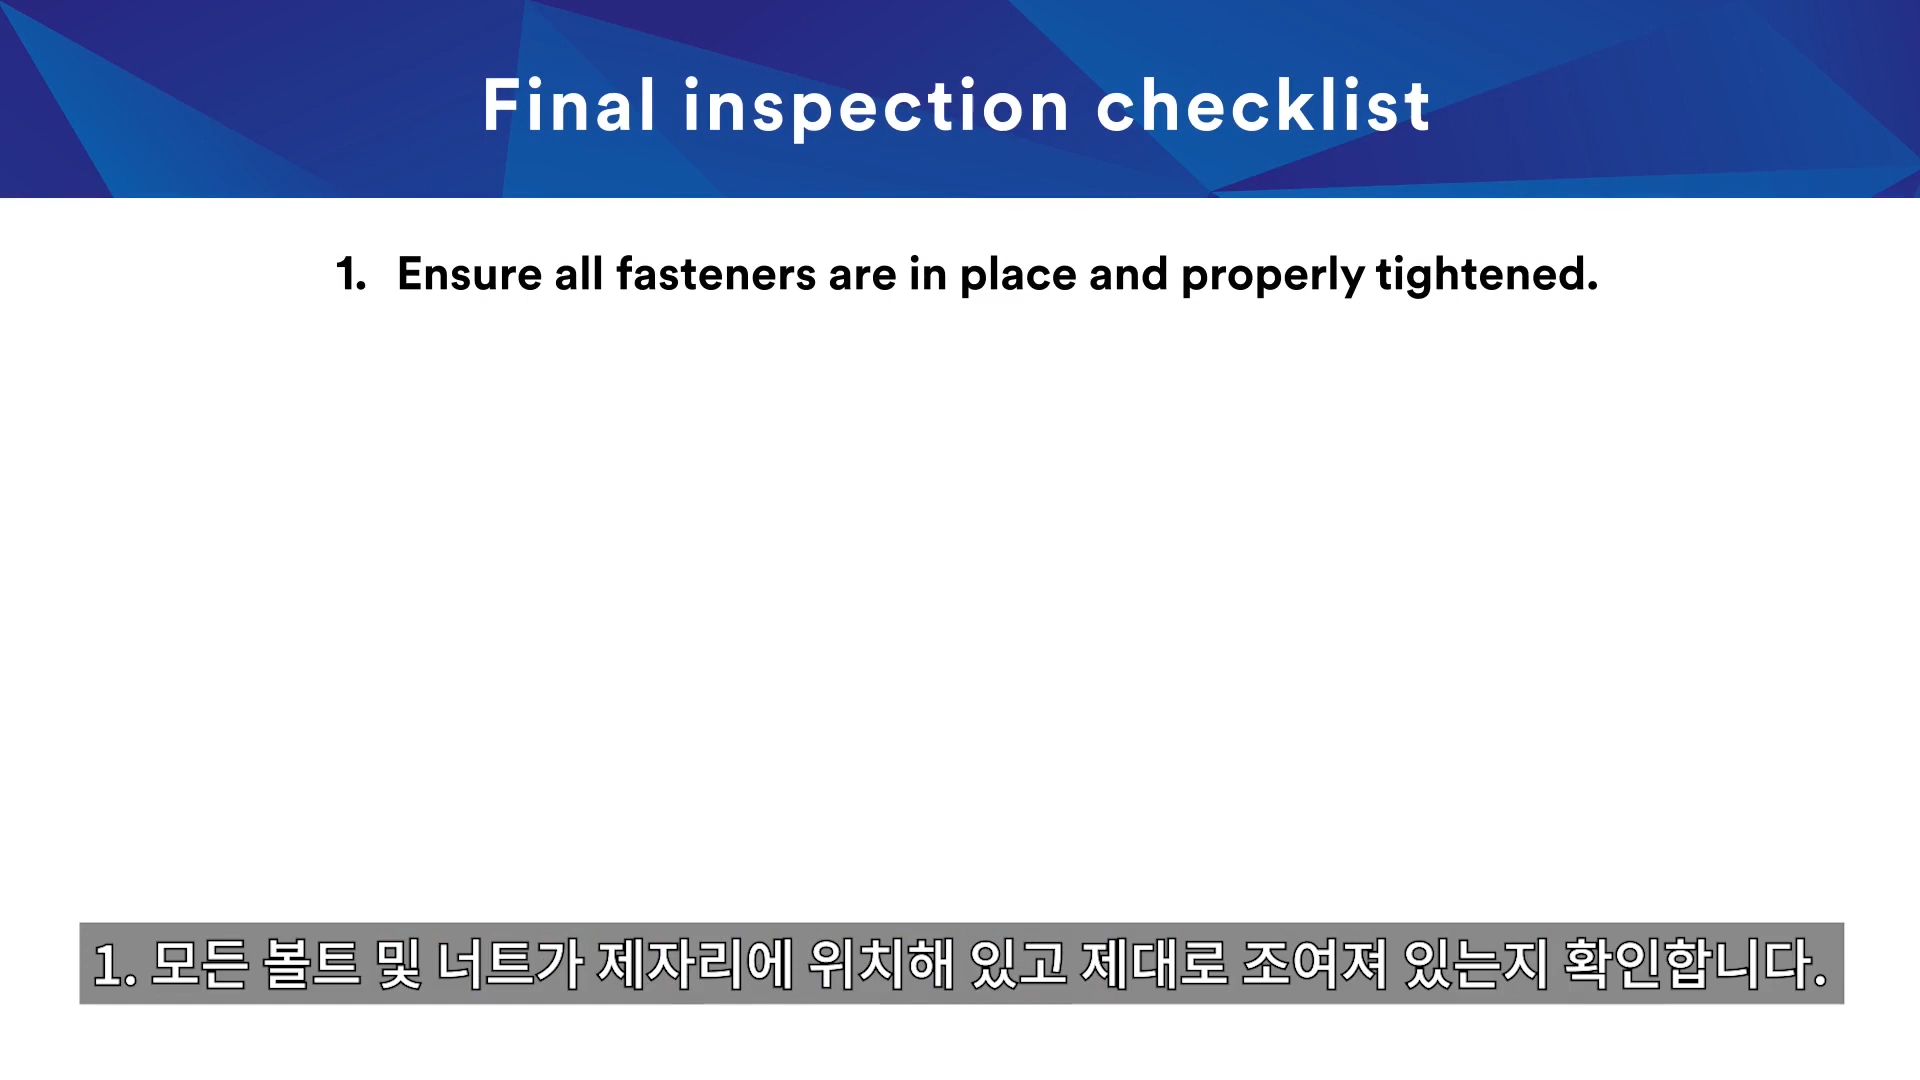 Final inspection checklist
1. Ensure all fasteners are in place and properly tightened.
1. 모든 볼트 및 너트가 제자리에 위치해 있고 제대로 조여져 있는지 확인합니다.